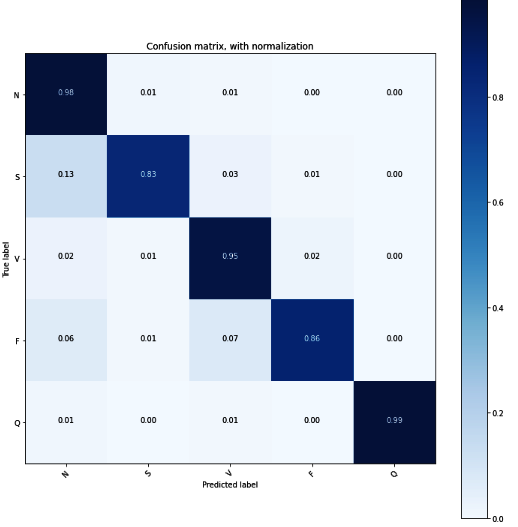 Confusion matrix, with normalization
True label
N 0.98 0.01 0.01 0.00 0.00
S 0.13 0.83 0.03 0.01 0.00
V 0.02 0.01 0.95 0.02 0.00
F 0.06 0.01 0.07 0.86 0.00
Q 0.01 0.00 0.01 0.00 0.99
N S V F Q
Predicted label
0.8
0.6
0.4
0.2
0.0